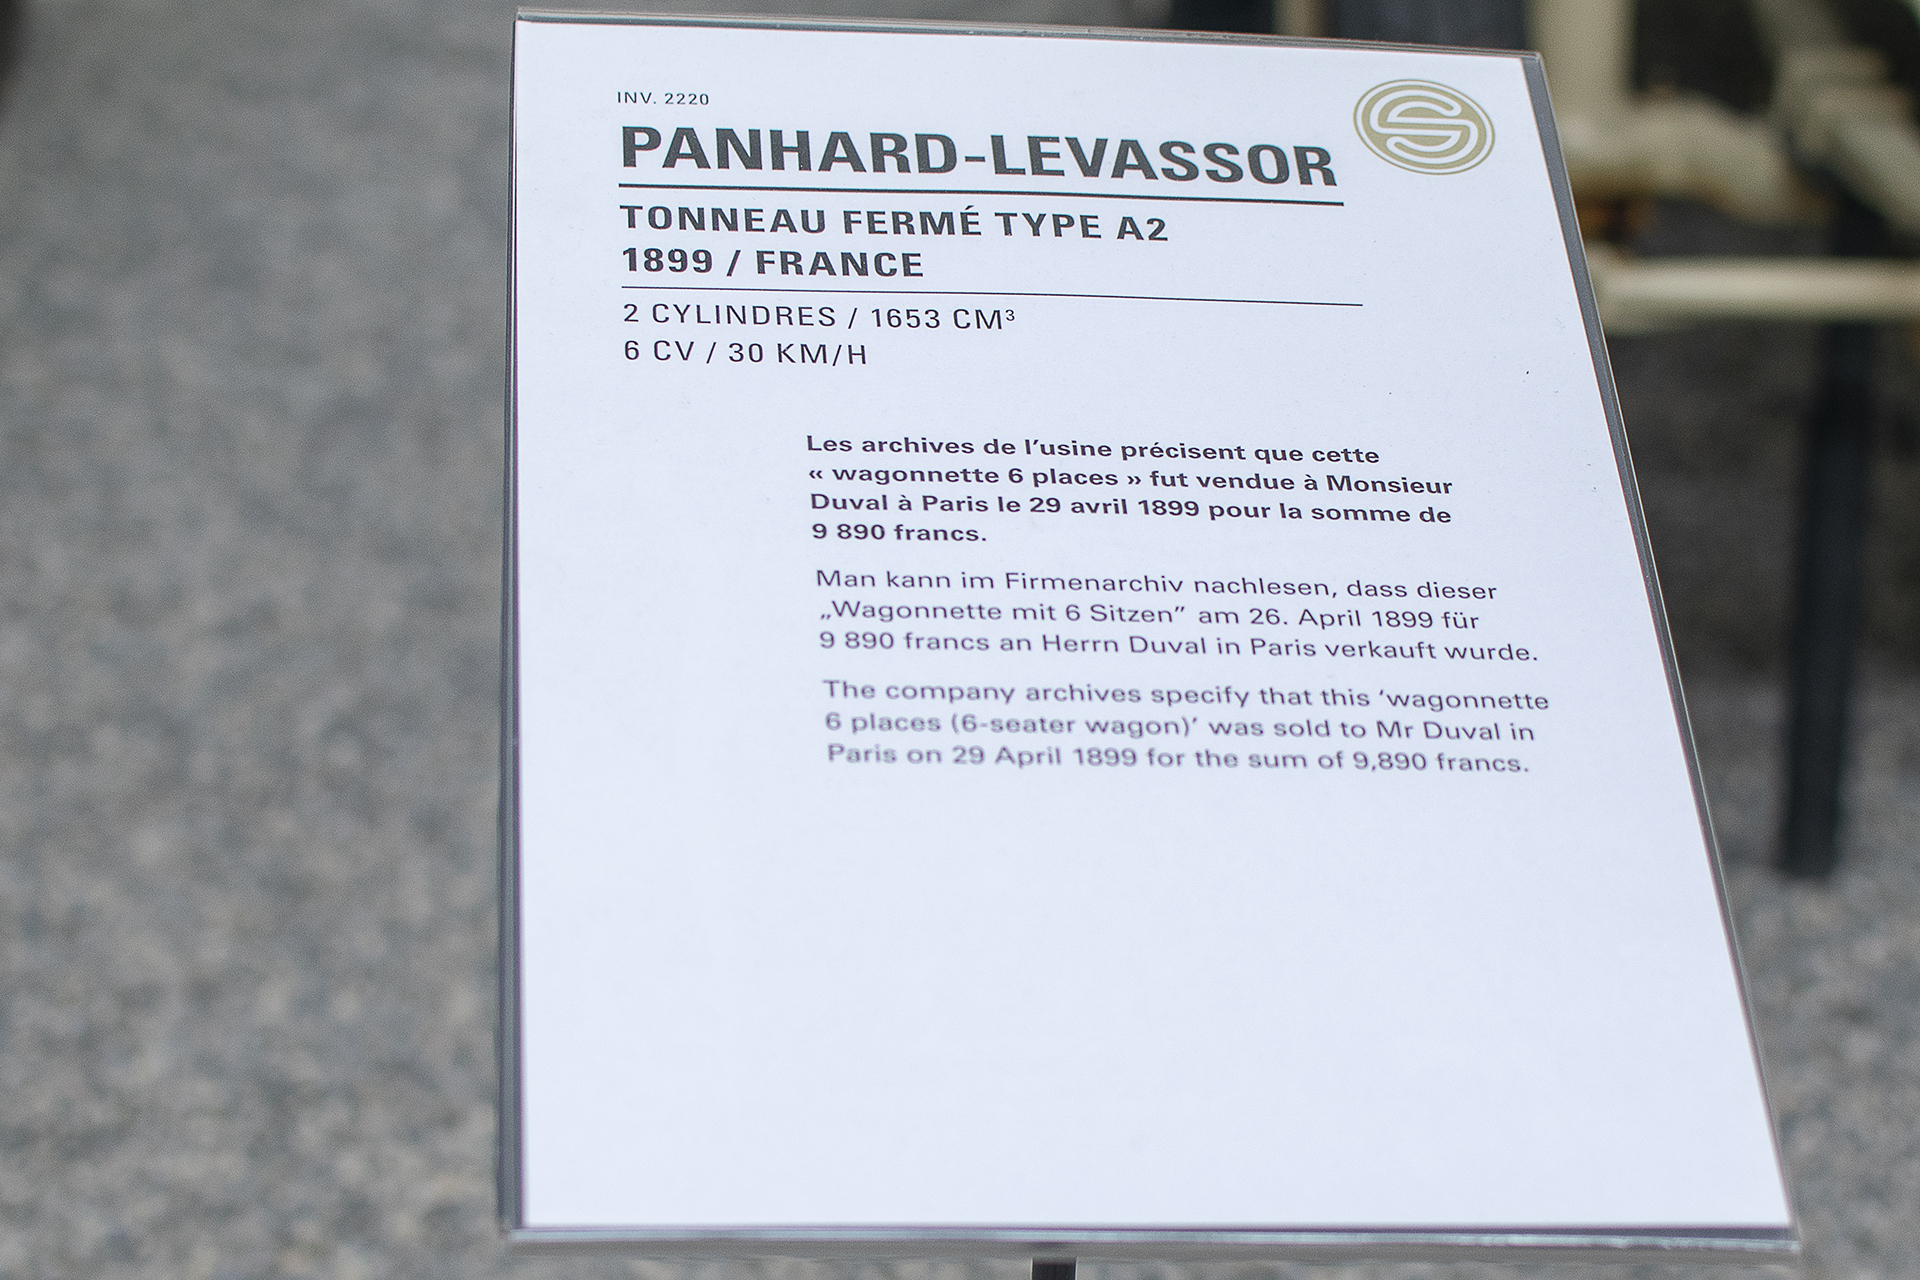 INV. 2220
PANHARD-LEVASSOR
TONNEAU FERMÉ TYPE A2
1899 / FRANCE
2 CYLINDRES / 1653 CM³
6 CV / 30 KM/H
Les archives de l'usine précisent que cette
« wagonnette 6 places » fut vendue à Monsieur
Duval à Paris le 29 avril 1899 pour la somme de
9 890 francs.
Man kann im Firmenarchiv nachlesen, dass dieser
„Wagonnette mit 6 Sitzen” am 26. April 1899 für
9 890 francs an Herrn Duval in Paris verkauft wurde.
The company archives specify that this ‘wagonnette
6 places (6-seater wagon)’ was sold to Mr Duval in
Paris on 29 April 1899 for the sum of 9,890 francs.